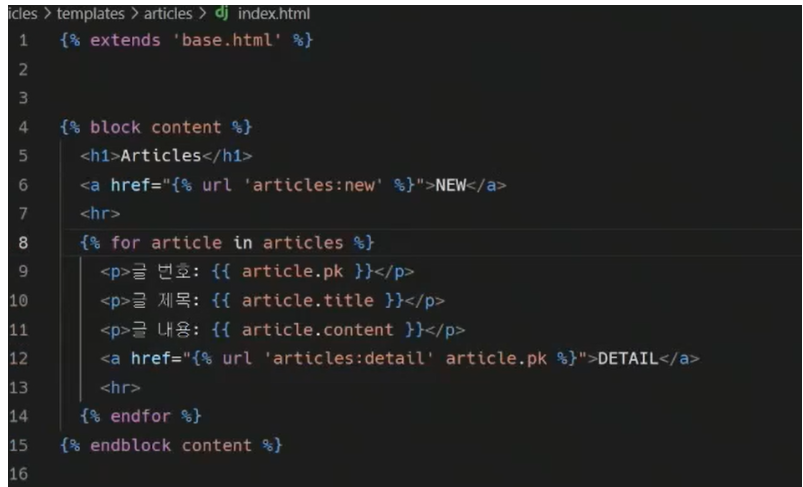 icles > templates > articles > dj index.html
1 {% extends 'base.html' %}
2
3
4 {% block content %}
5 <h1>Articles</h1>
6 <a href="{% url 'articles:new' %}">NEW</a>
7 <hr>
8 {% for article in articles %}
9 <p>글 번호: {{ article.pk }}</p>
10 <p>글 제목: {{ article.title }}</p>
11 <p>글 내용: {{ article.content }}</p>
12 <a href="{% url 'articles:detail' article.pk %}">DETAIL</a>
13 <hr>
14 {% endfor %}
15 {% endblock content %}
16